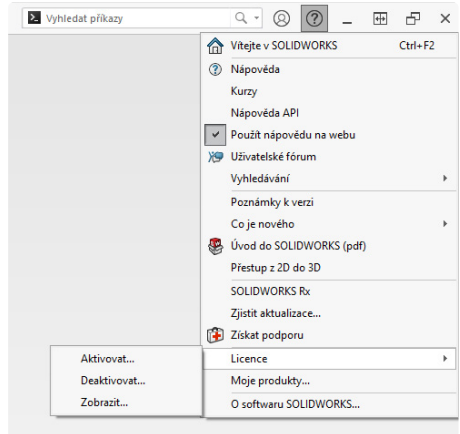 Vyhledat příkazy
Vítejte v SOLIDWORKS Ctrl+F2
Nápověda
Kurzy
Nápověda API
Použít nápovědu na webu
Uživatelské fórum
Vyhledávání
Poznámky k verzi
Co je nového
Úvod do SOLIDWORKS (pdf)
Přestup z 2D do 3D
SOLIDWORKS Rx
Zjistit aktualizace...
Získat podporu
Licence
Aktivovat...
Deaktivovat...
Zobrazit...
Moje produkty...
O softwaru SOLIDWORKS...